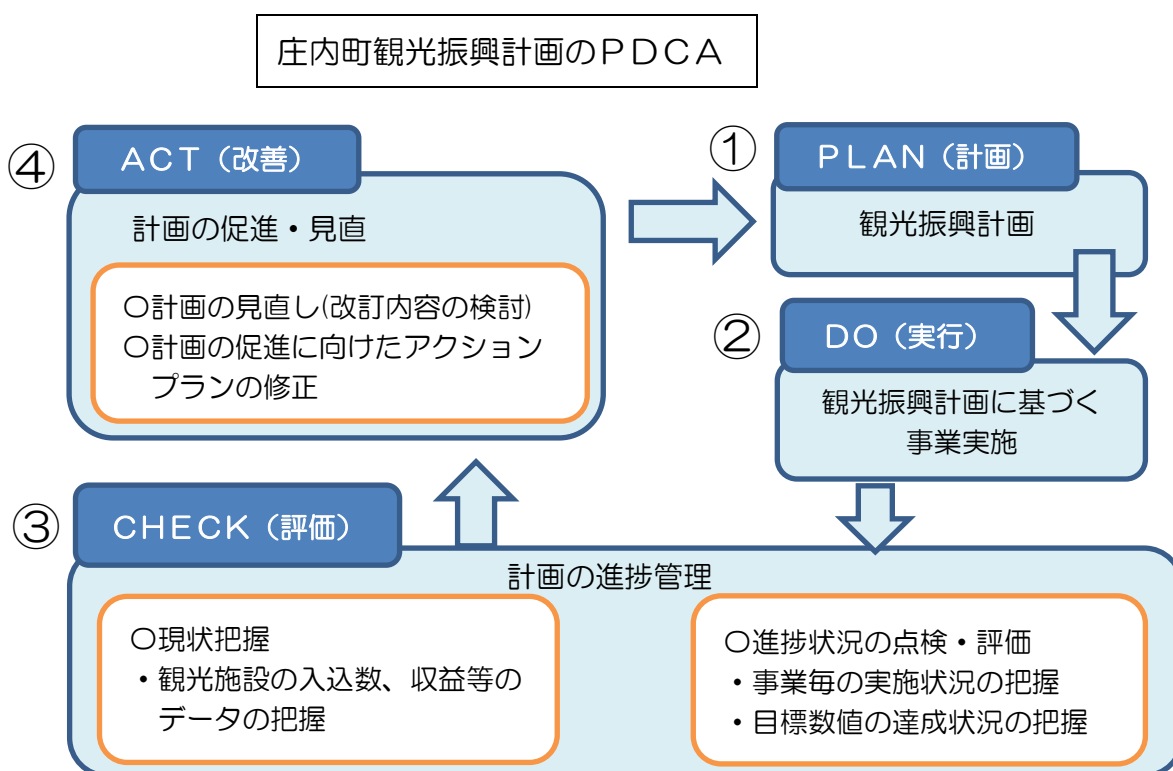 庄内町観光振興計画のPDCA
④
ACT(改善)
計画の促進・見直
〇計画の見直し(改訂内容の検討)
〇計画の促進に向けたアクション
プランの修正
①
PLAN(計画)
観光振興計画
②
DO(実行)
観光振興計画に基づく
事業実施
③
CHECK(評価)
計画の進捗管理
〇現状把握
・観光施設の入込数、収益等の
データの把握
〇進捗状況の点検・評価
・事業毎の実施状況の把握
・目標数値の達成状況の把握